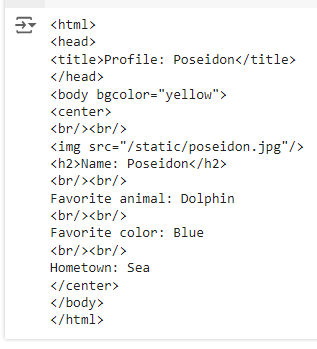 <html>
<head>
<title>Profile: Poseidon</title>
</head>
<body bgcolor="yellow">
<center>
<br/><br/>
<img src="/static/poseidon.jpg"/>
<h2>Name: Poseidon</h2>
<br/><br/>
Favorite animal: Dolphin
<br/><br/>
Favorite color: Blue
<br/><br/>
Hometown: Sea
</center>
</body>
</html>